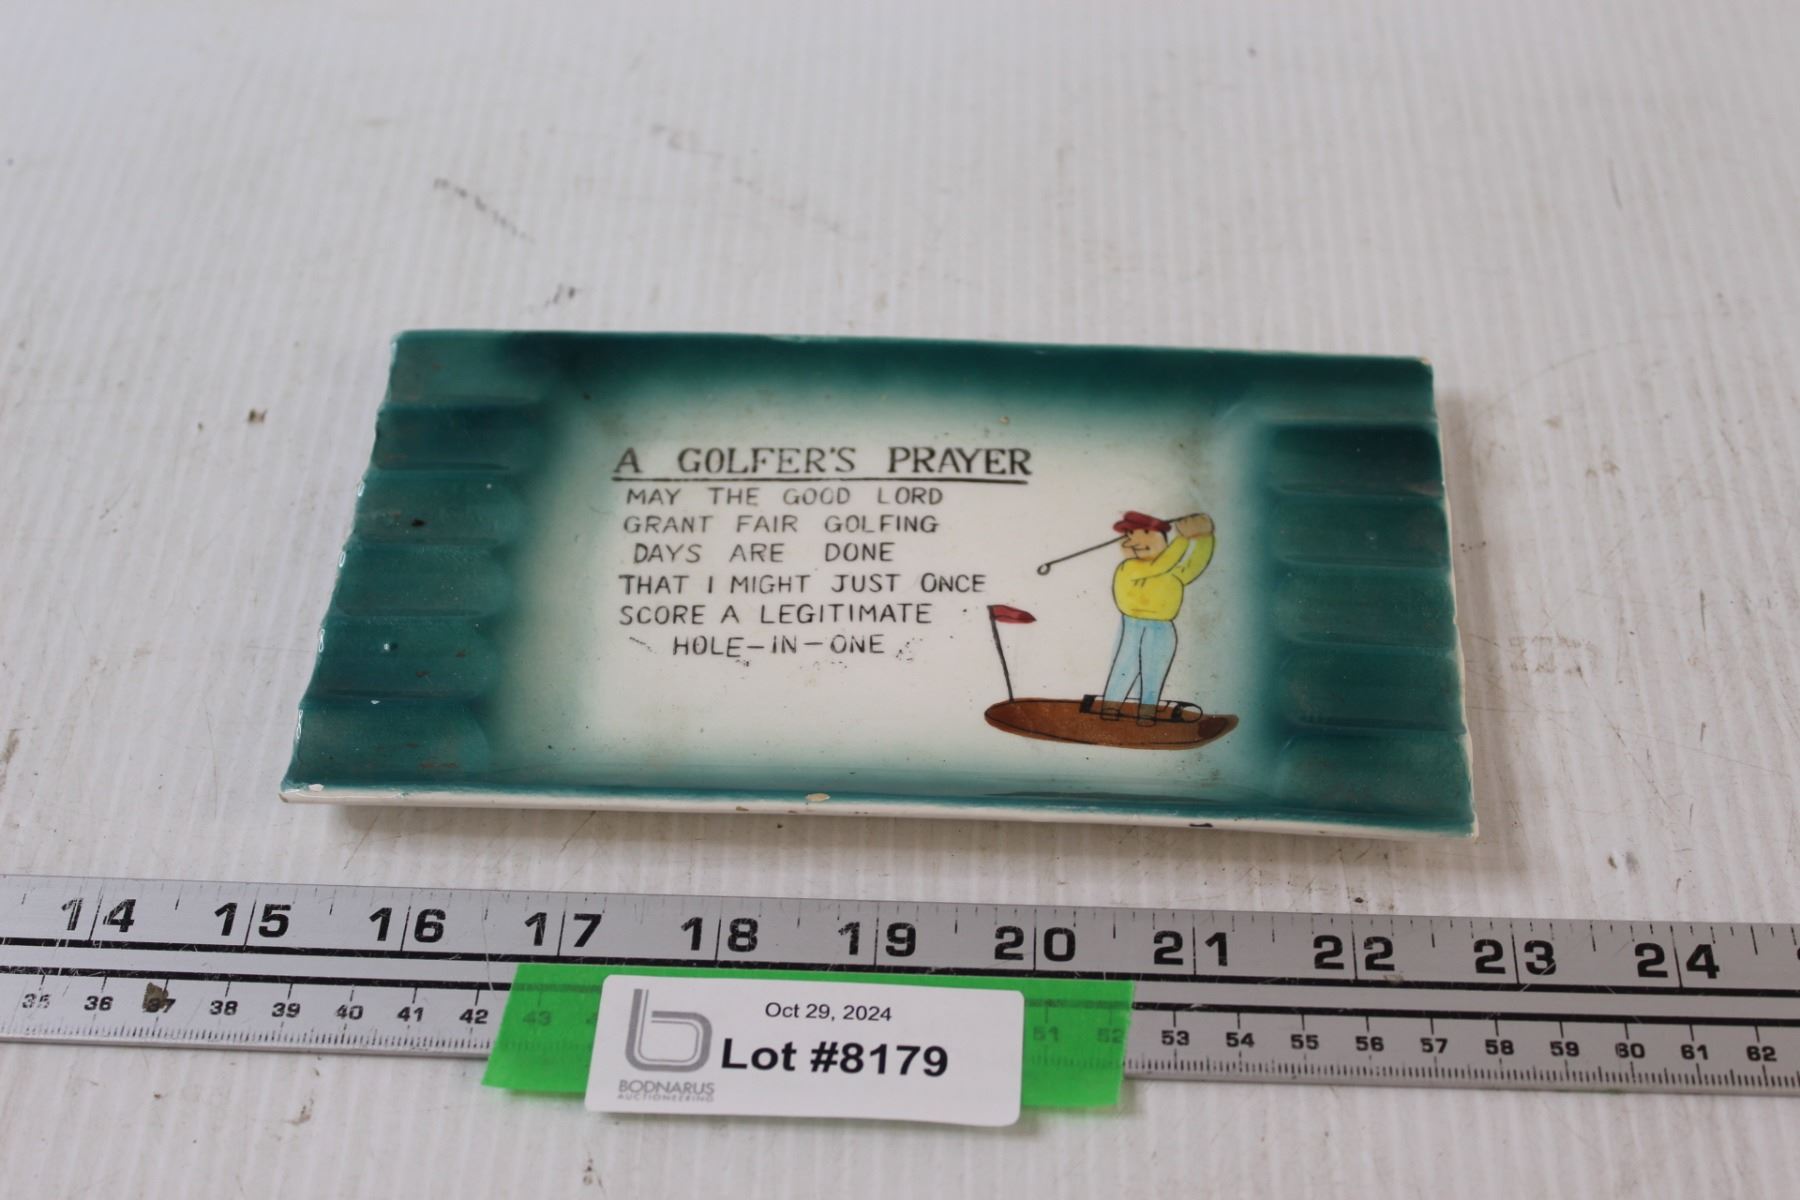 A GOLFER'S PRAYER
MAY THE GOOD LORD
GRANT FAIR GOLFING
DAYS ARE DONE
THAT I MIGHT JUST ONCE
SCORE A LEGITIMATE
HOLE-IN-ONE
14 15 16 17 18 19 20 21 22 23 24
35 36 37 38 39 40 41 42 43 51 52 53 54 55 56 57 58 59 60 61 62
Oct 29, 2024
Lot #8179
BODNARUS
AUCTIONEERING